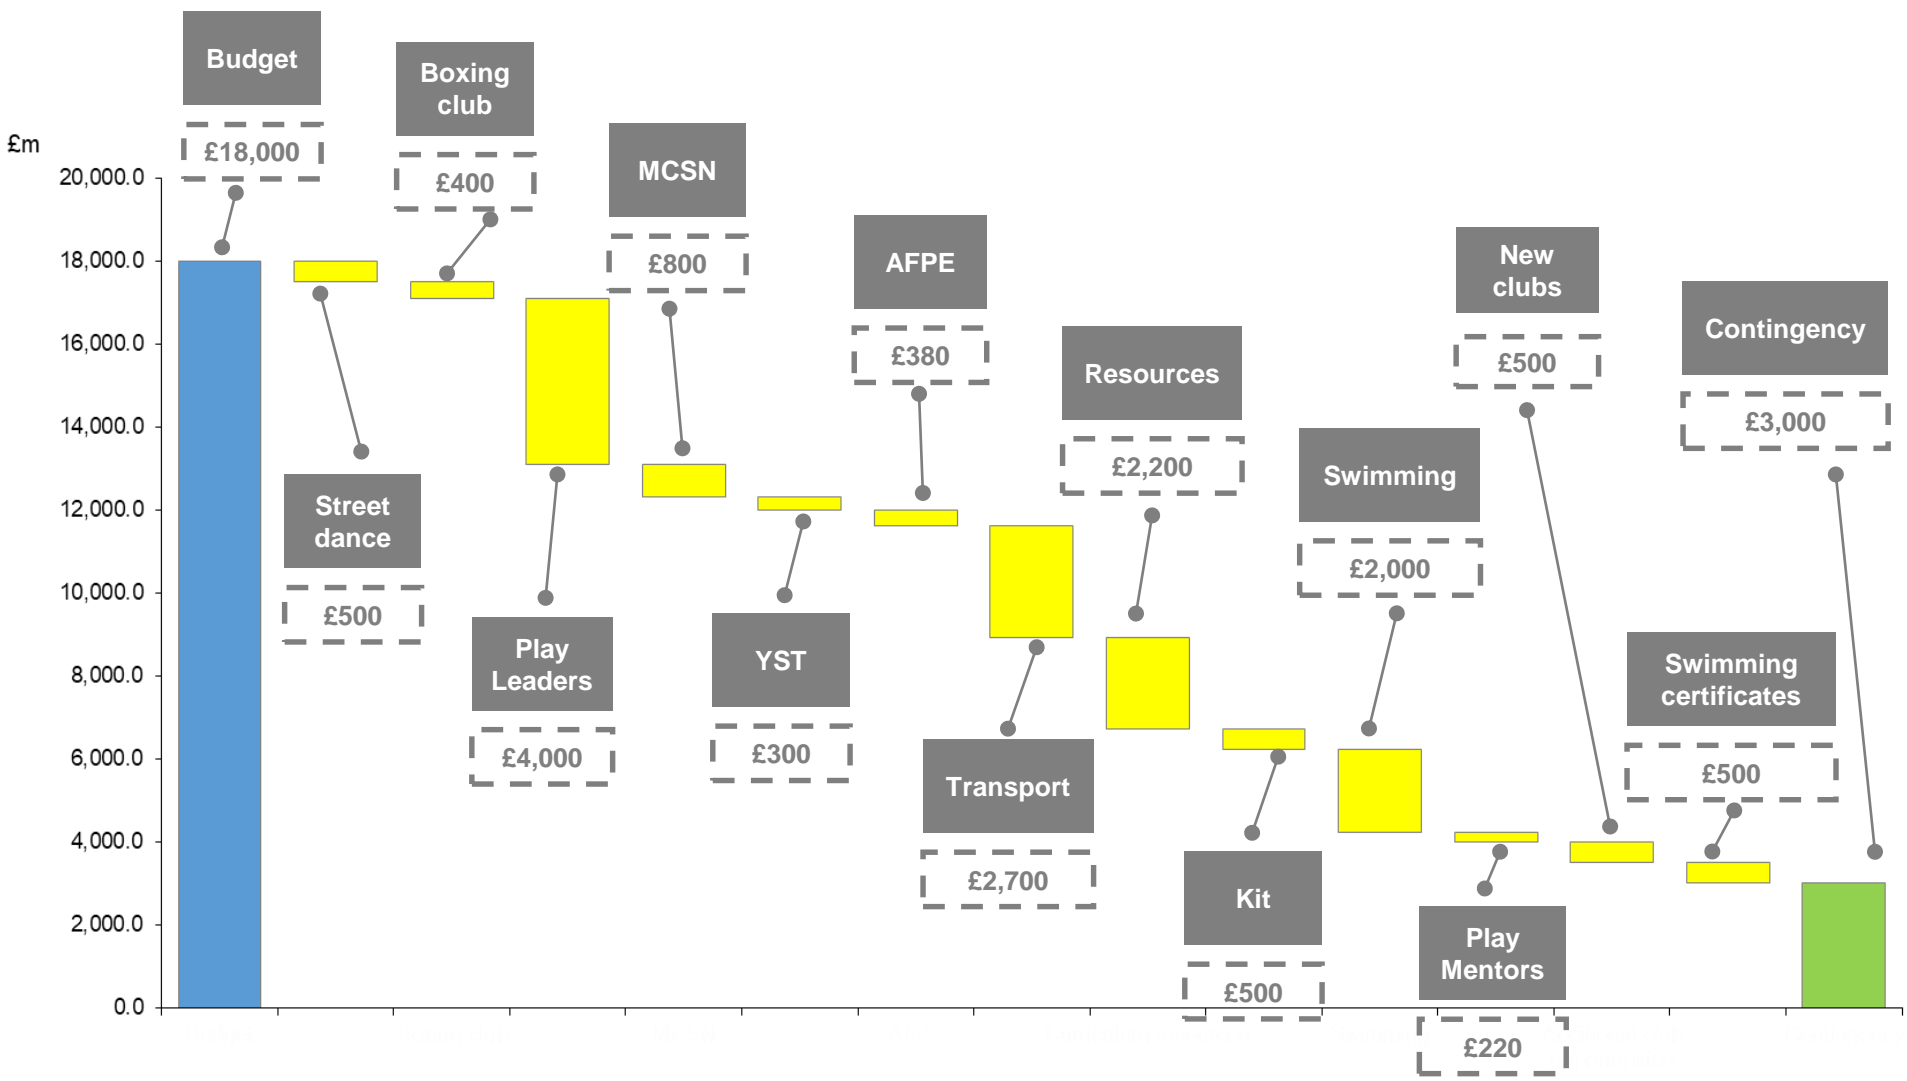 Budget
£18,000
Boxing
club
£400
£m
MCSN
£800
AFPE
£380
New
clubs
£500
Contingency
£3,000
Resources
£2,200
Swimming
£2,000
Street
dance
£500
Play
Leaders
£4,000
YST
£300
Transport
£2,700
Kit
£500
Play
Mentors
£220
Swimming
certificates
£500
20,000.0
18,000.0
16,000.0
14,000.0
12,000.0
10,000.0
8,000.0
6,000.0
4,000.0
2,000.0
0.0